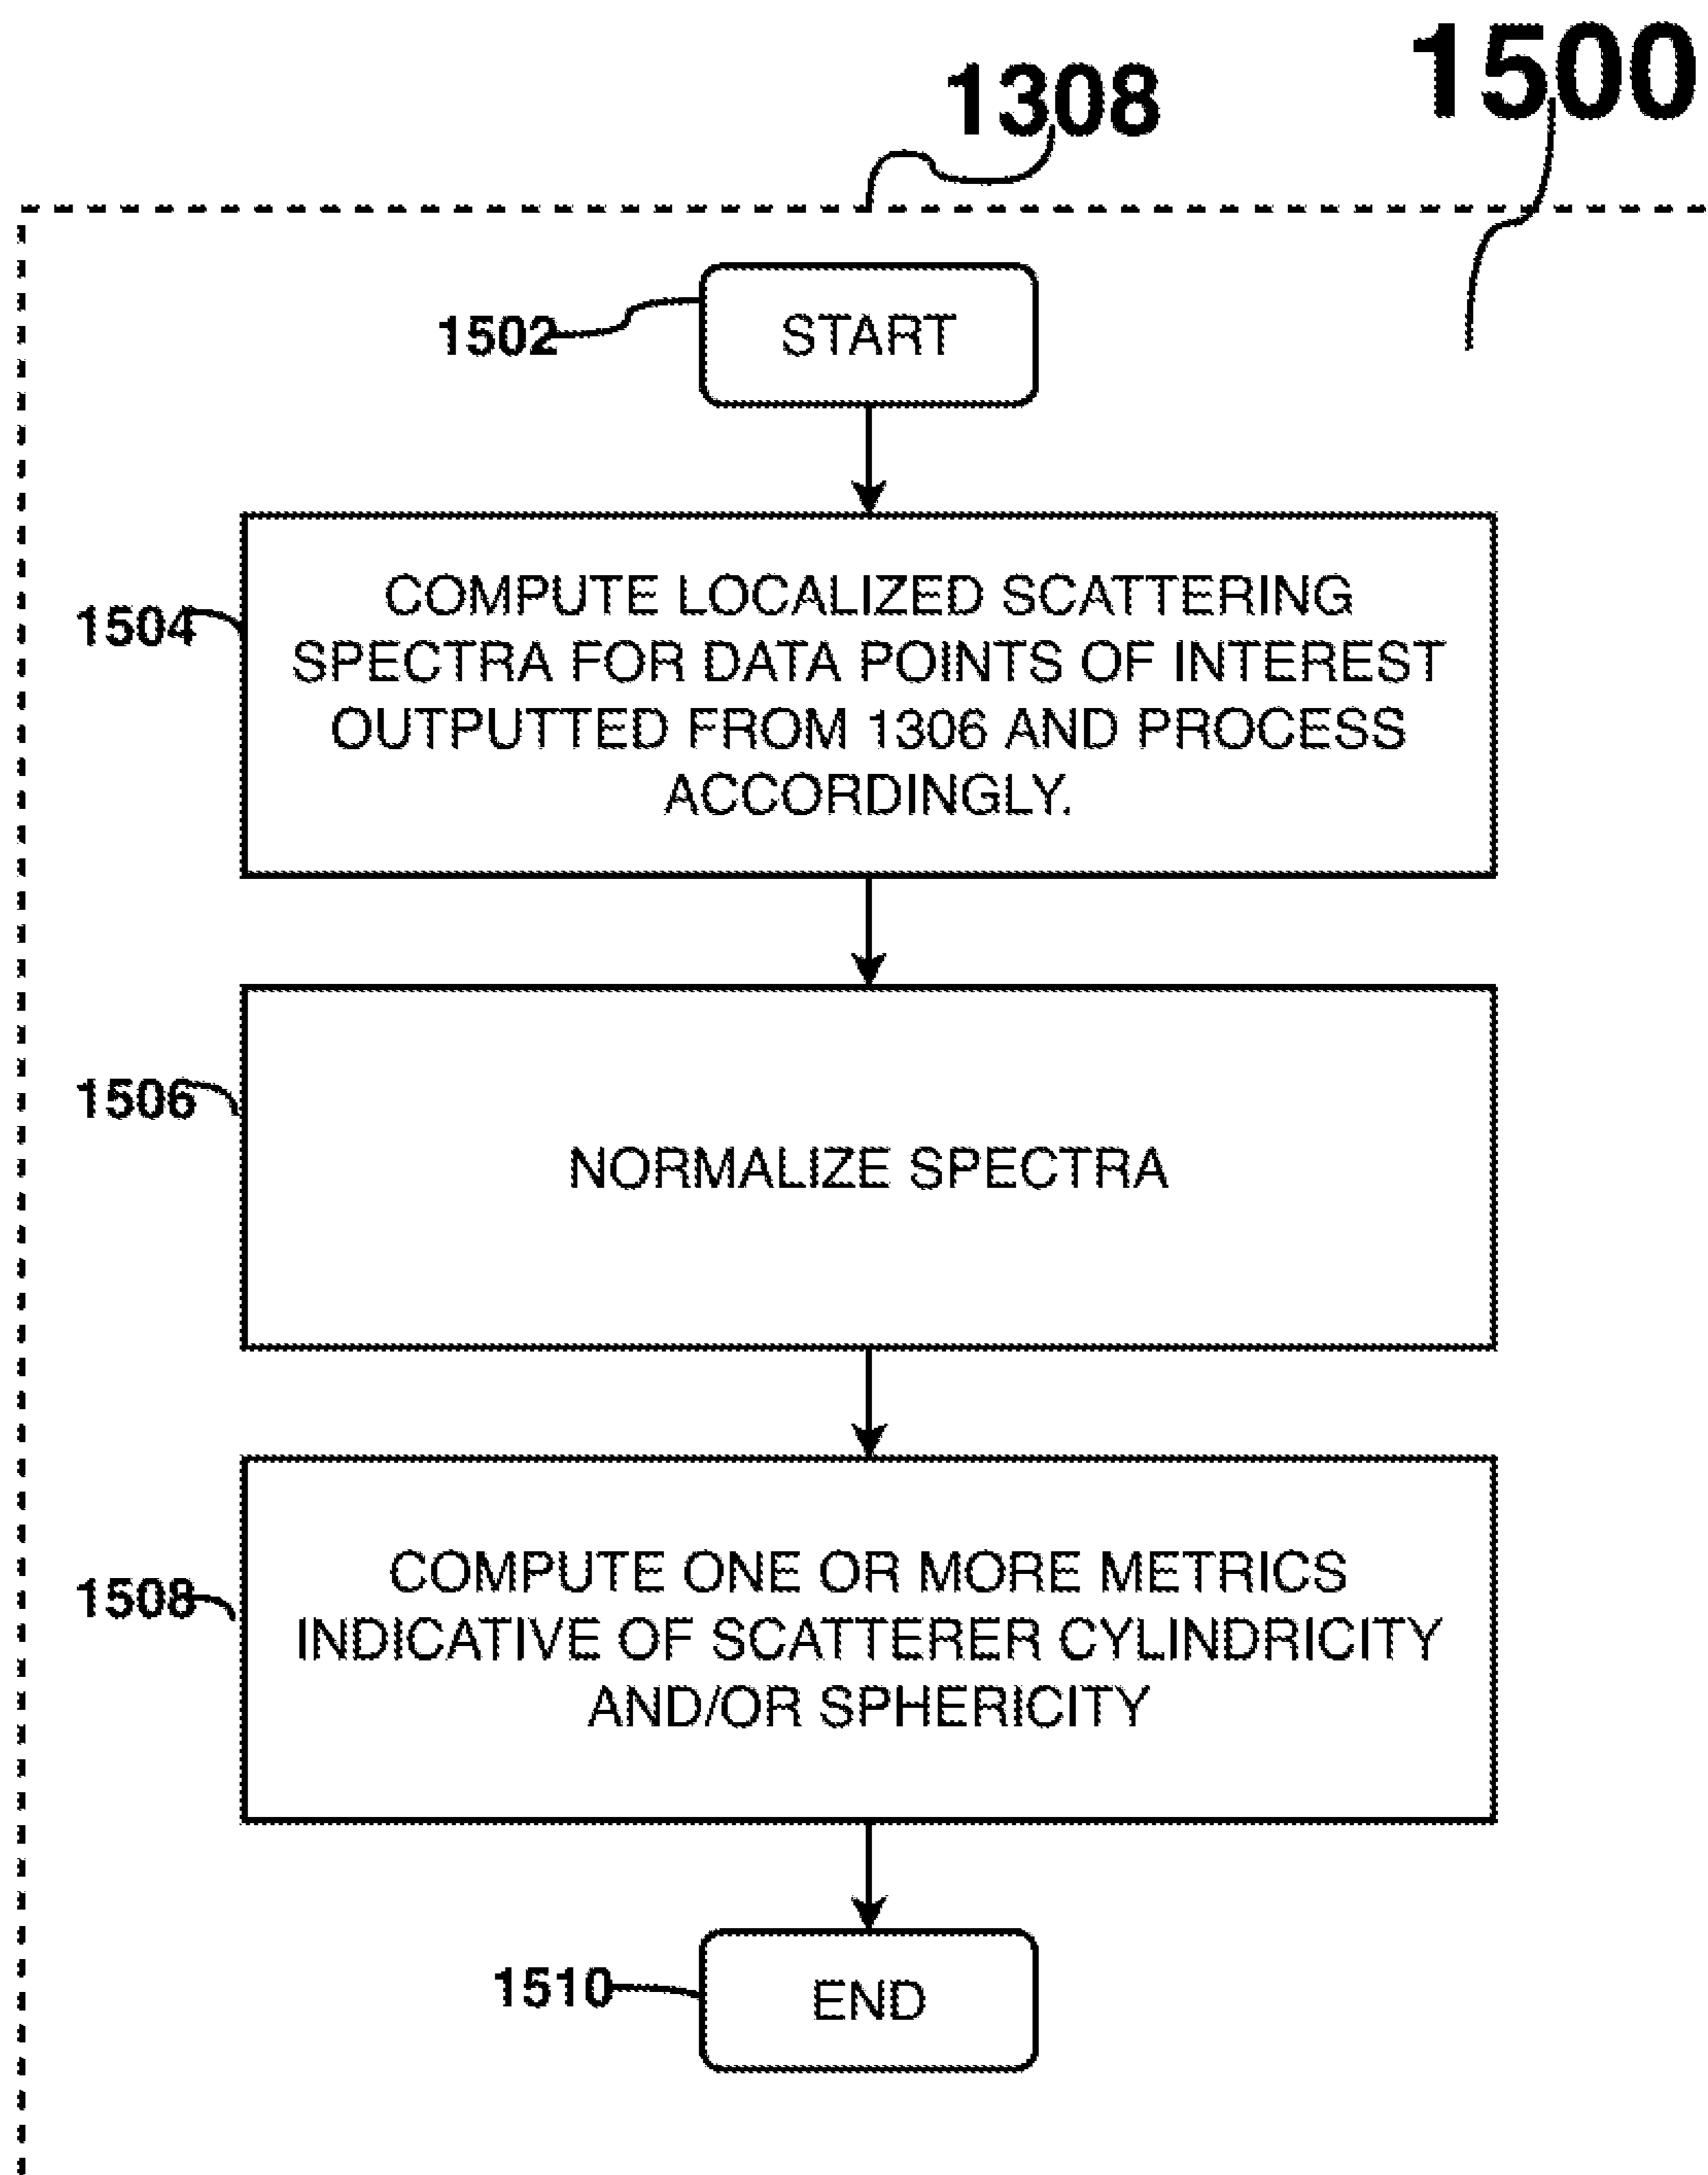 1500
1308
1502
START
1504
COMPUTE LOCALIZED SCATTERING
SPECTRA FOR DATA POINTS OF INTEREST
OUTPUTTED FROM 1306 AND PROCESS
ACCORDINGLY.
1506
NORMALIZE SPECTRA
1508
COMPUTE ONE OR MORE METRICS
INDICATIVE OF SCATTERER CYLINDRICITY
AND/OR SPHERICITY
1510
END